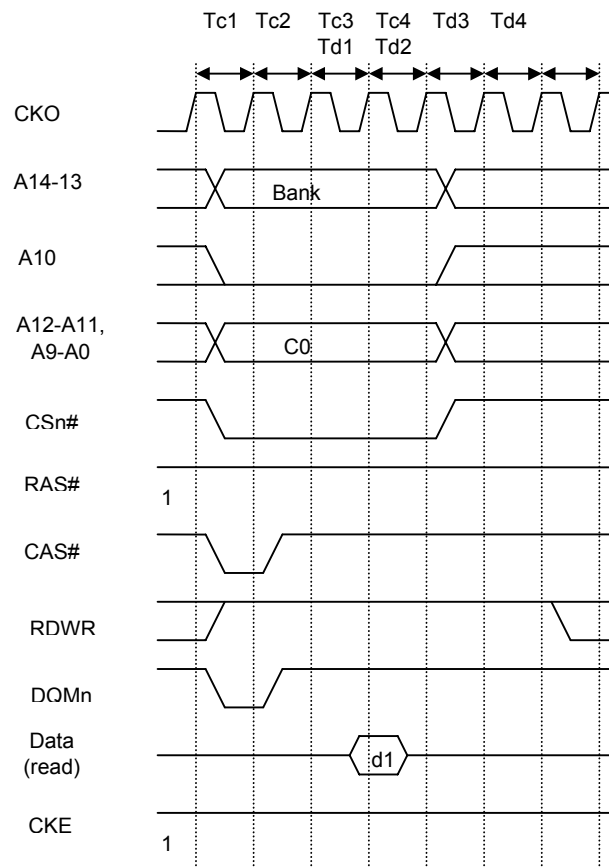 Tc1 Tc2 Tc3 Tc4 Td3 Td4
Td1 Td2
CKO
A14-13
Bank
A10
A12-A11,
A9-A0
C0
CSn#
RAS#
1
CAS#
RDWR
DQMn
Data
(read)
d1
CKE
1